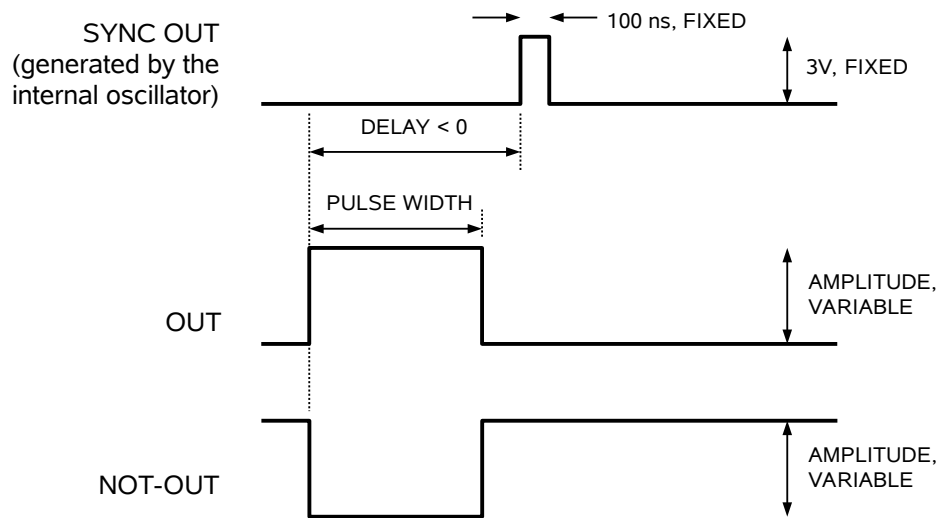 100 ns, FIXED
SYNC OUT
(generated by the
internal oscillator)
3V, FIXED
DELAY < 0
PULSE WIDTH
AMPLITUDE,
VARIABLE
OUT
AMPLITUDE,
VARIABLE
NOT-OUT